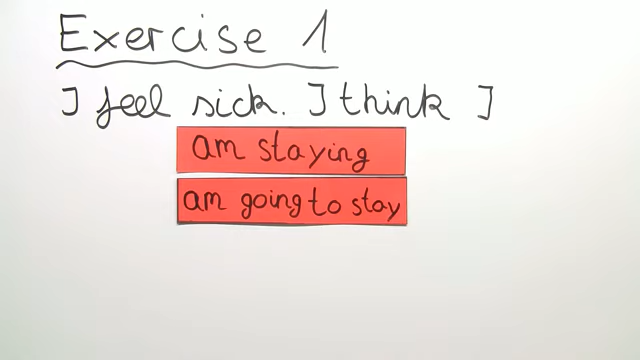 Exercise 1
I feel sick. I think I
am staying
am going to stay